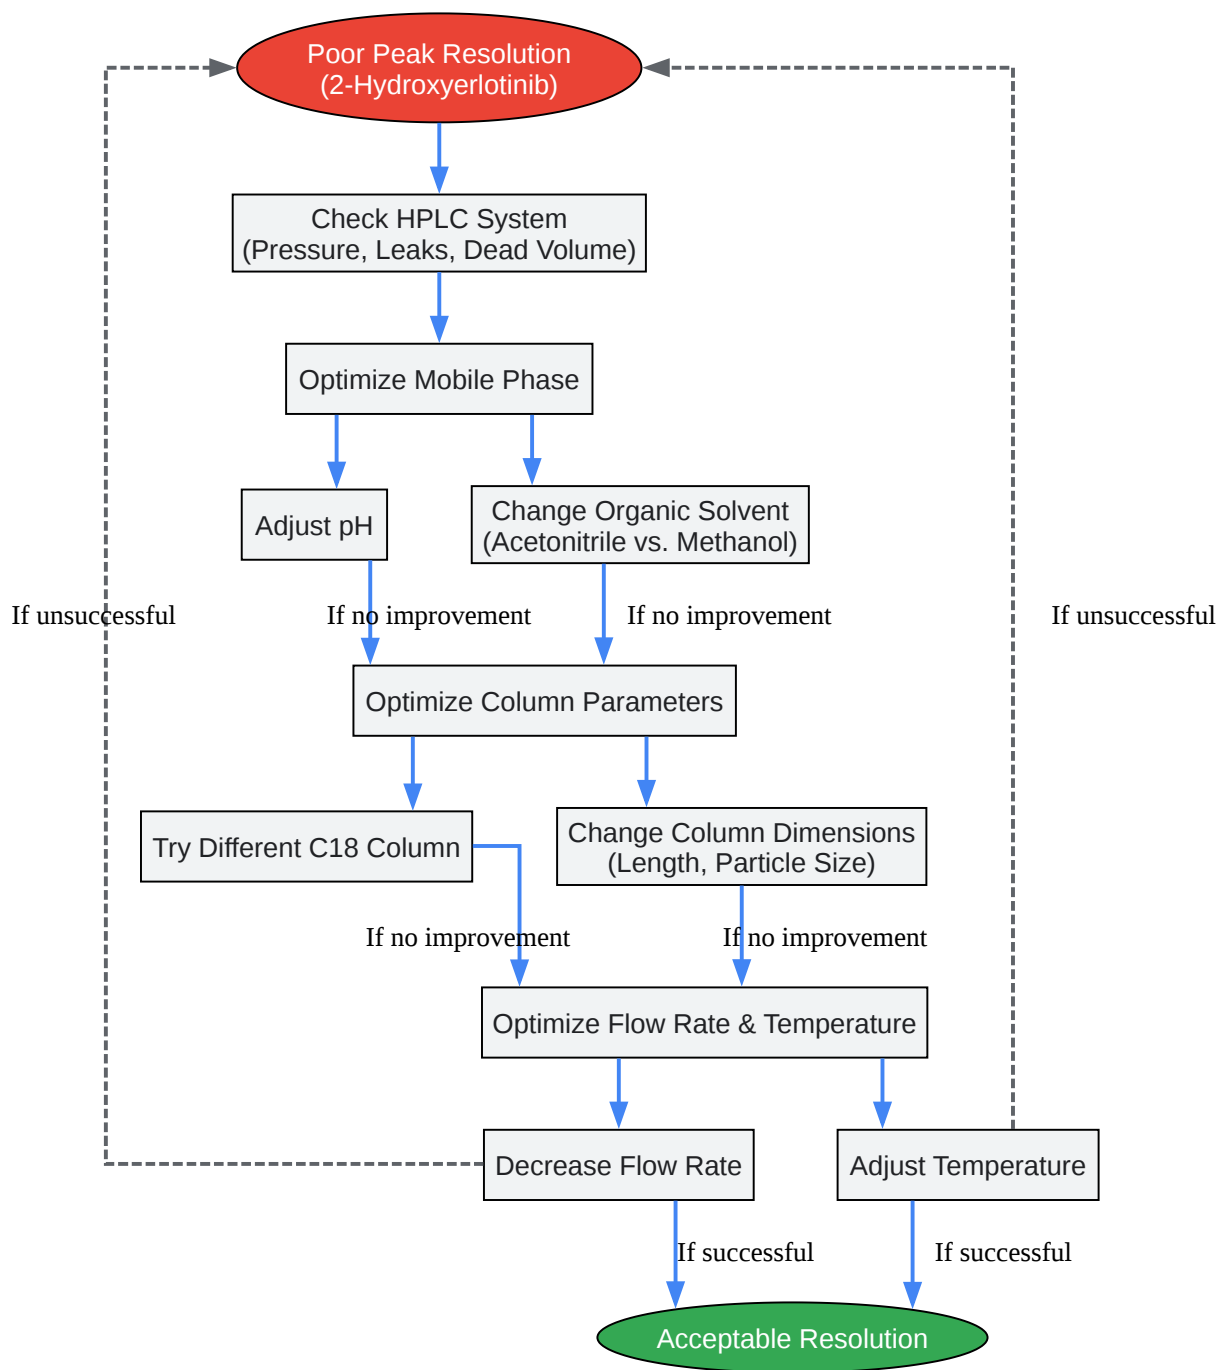 Poor Peak Resolution
(2-Hydroxyerlotinib)
Check HPLC System
(Pressure, Leaks, Dead Volume)
Optimize Mobile Phase
Adjust pH
Change Organic Solvent
(Acetonitrile vs. Methanol)
If unsuccessful
If no improvement
If no improvement
If unsuccessful
Optimize Column Parameters
Try Different C18 Column
Change Column Dimensions
(Length, Particle Size)
If no improvement
If no improvement
Optimize Flow Rate & Temperature
Decrease Flow Rate
Adjust Temperature
If successful
If successful
Acceptable Resolution